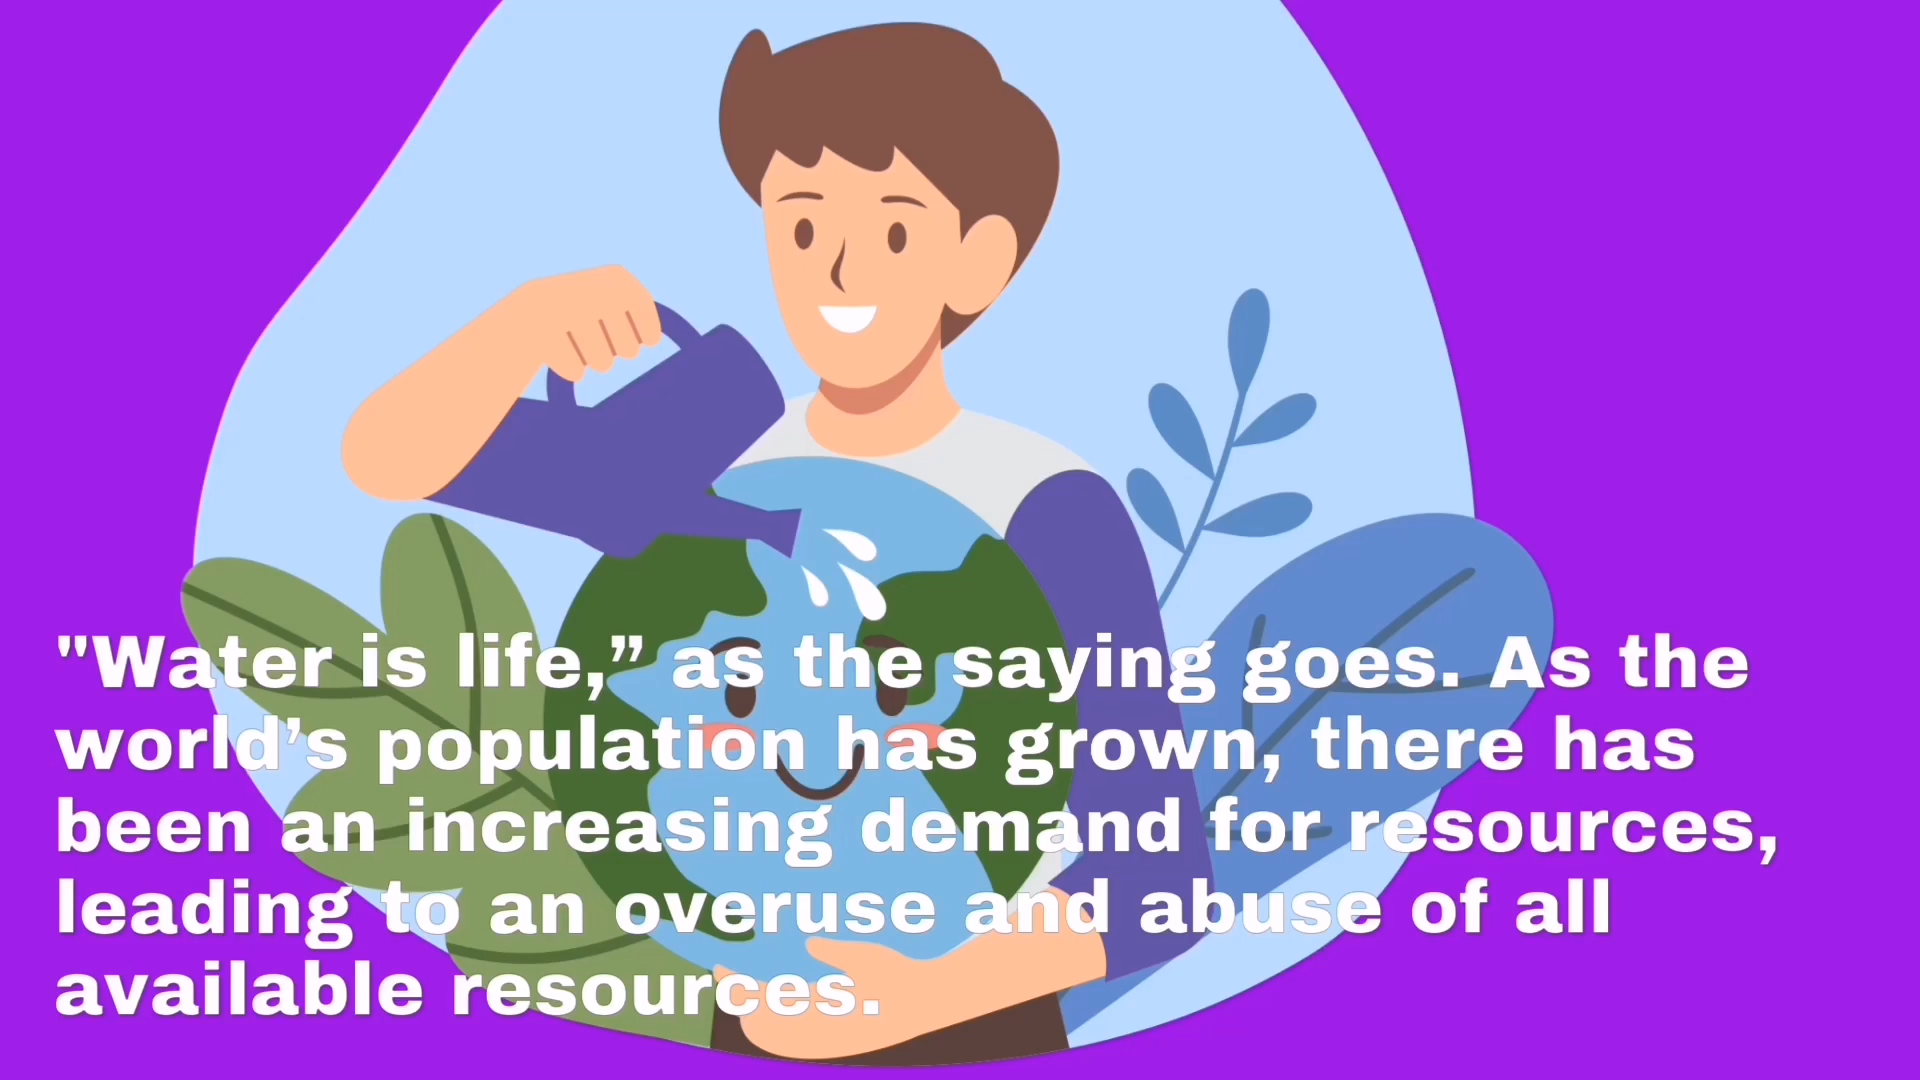 "Water is life,” as the saying goes. As the
world’s population has grown, there has
been an increasing demand for resources,
leading to an overuse and abuse of all
available resources.